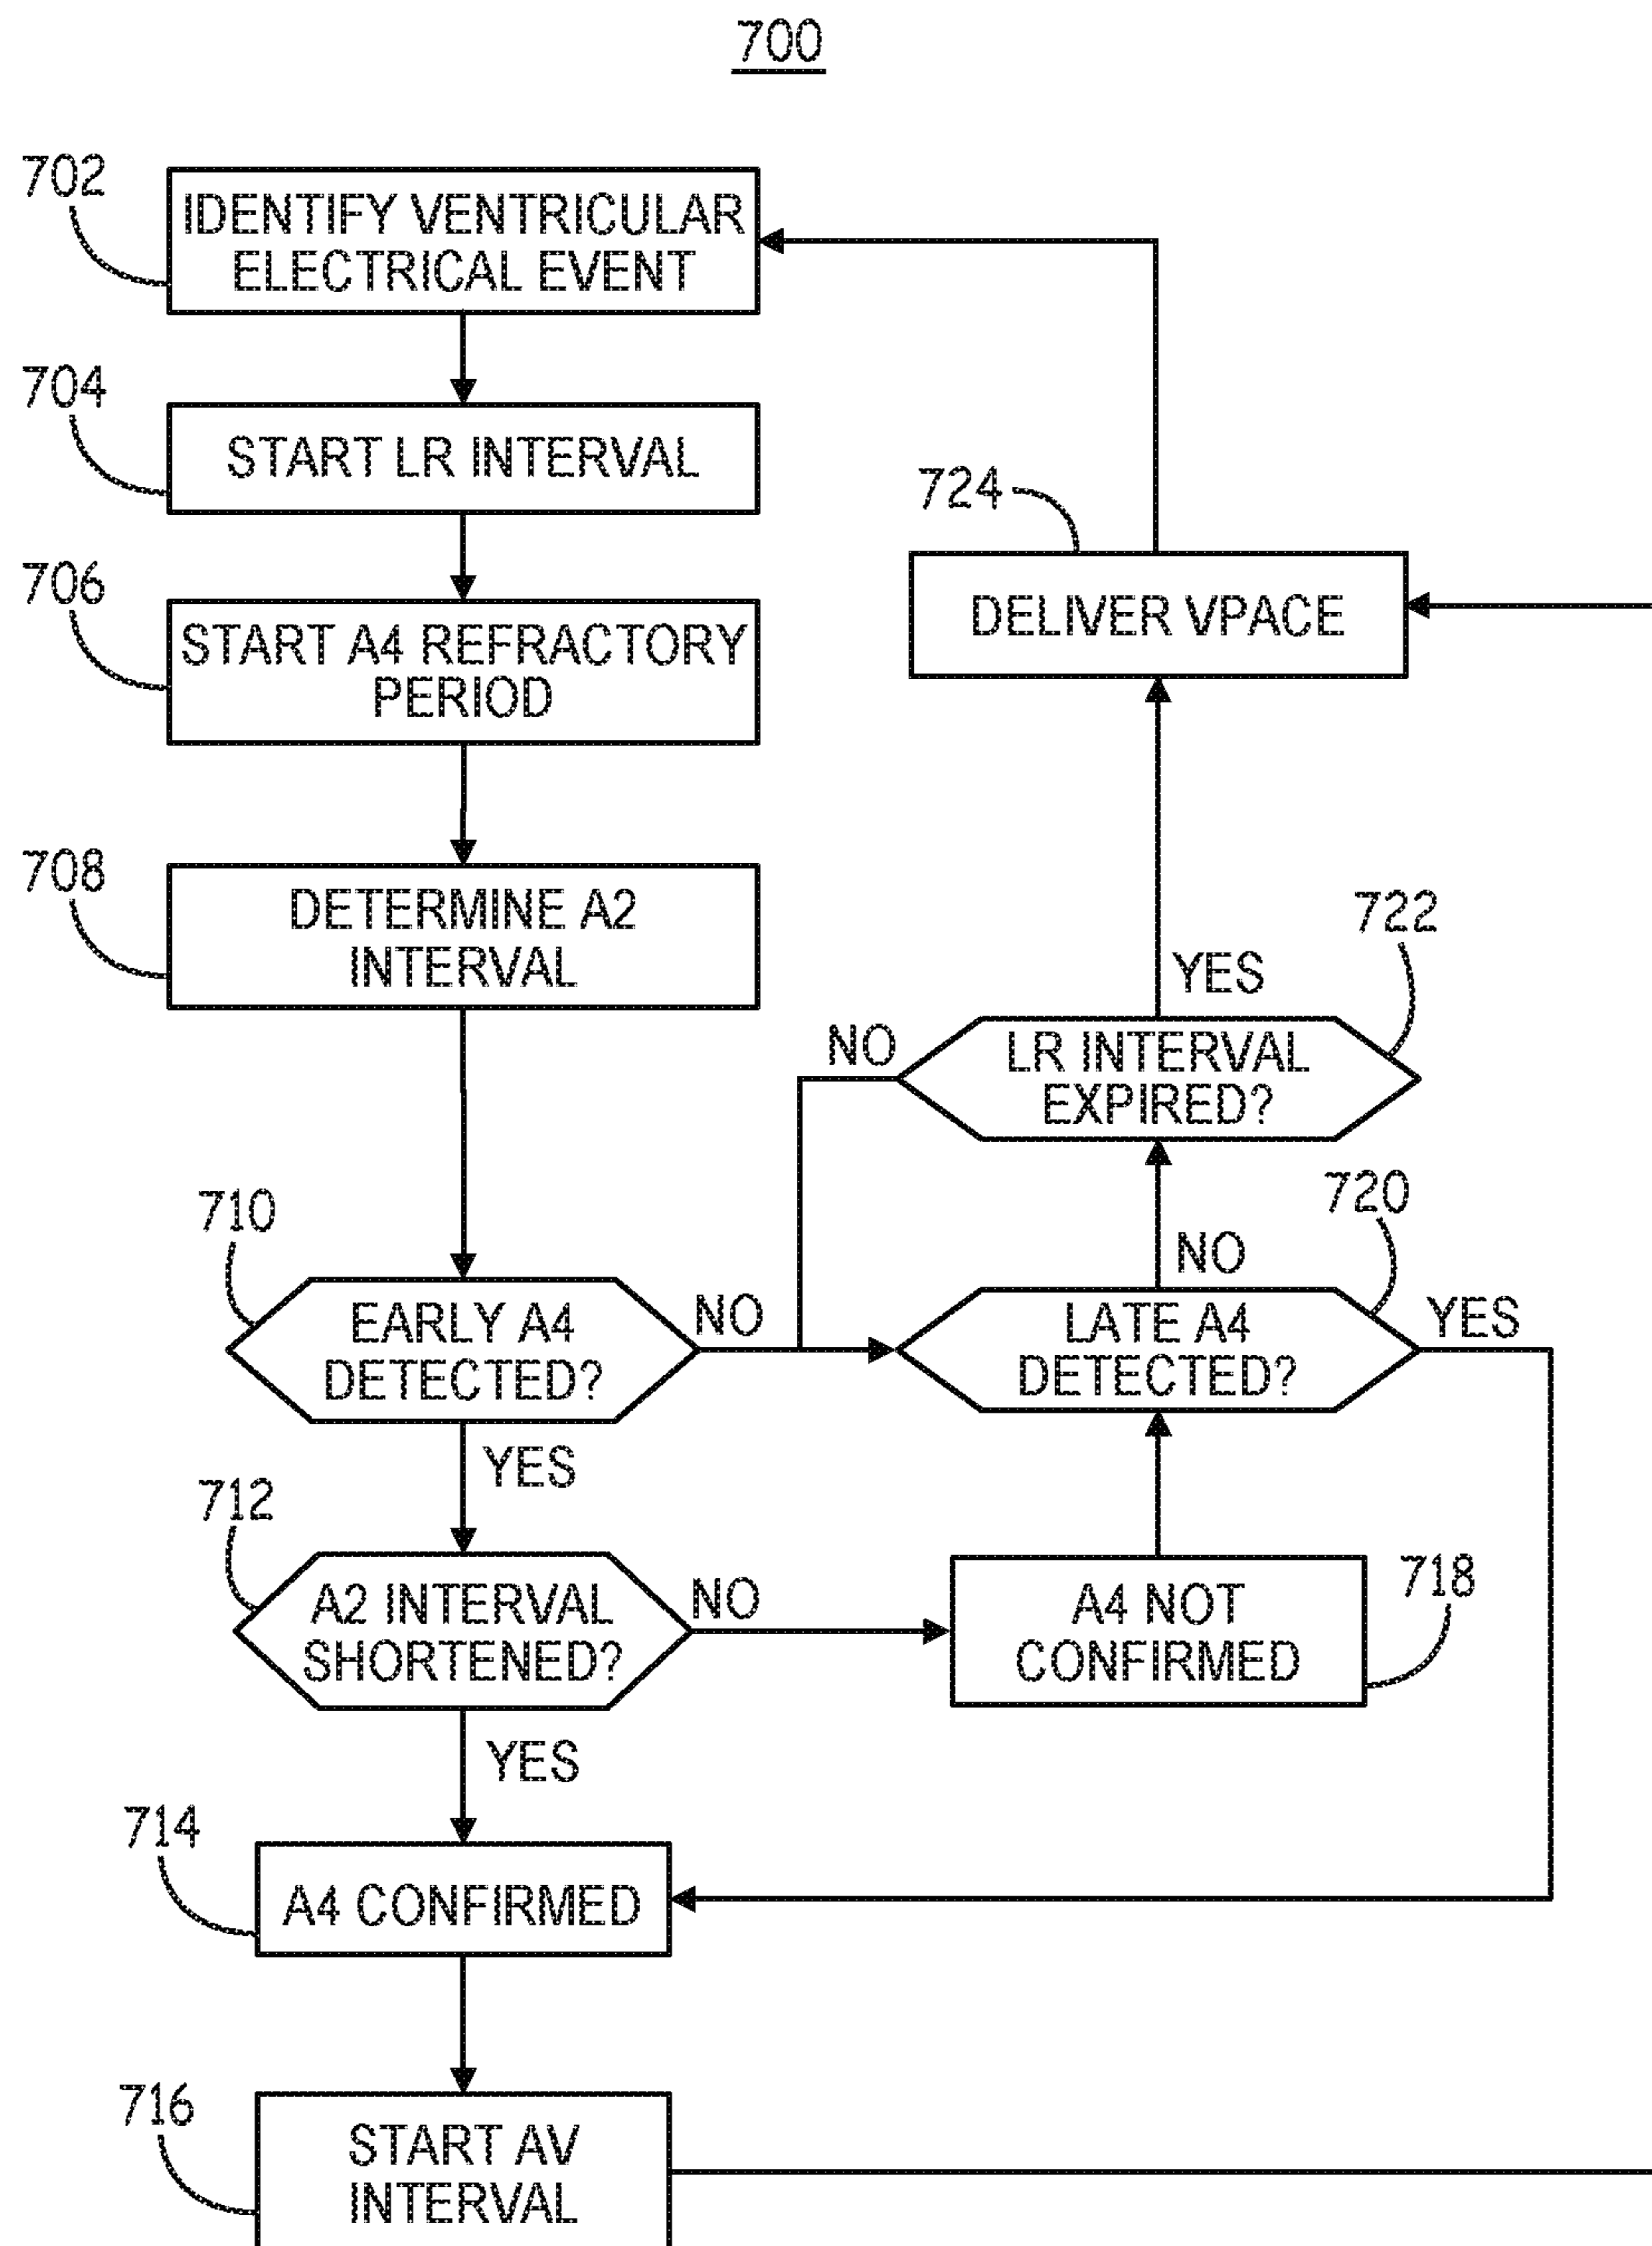 700
702
IDENTIFY VENTRICULAR
ELECTRICAL EVENT
704
START LR INTERVAL
706
START A4 REFRACTORY
PERIOD
724
DELIVER VPACE
708
DETERMINE A2
INTERVAL
722
YES
NO
LR INTERVAL
EXPIRED?
710
720
NO
EARLY A4
DETECTED?
NO
LATE A4
DETECTED?
YES
YES
712
A2 INTERVAL
SHORTENED?
NO
A4 NOT
CONFIRMED
718
YES
714
A4 CONFIRMED
716
START AV
INTERVAL